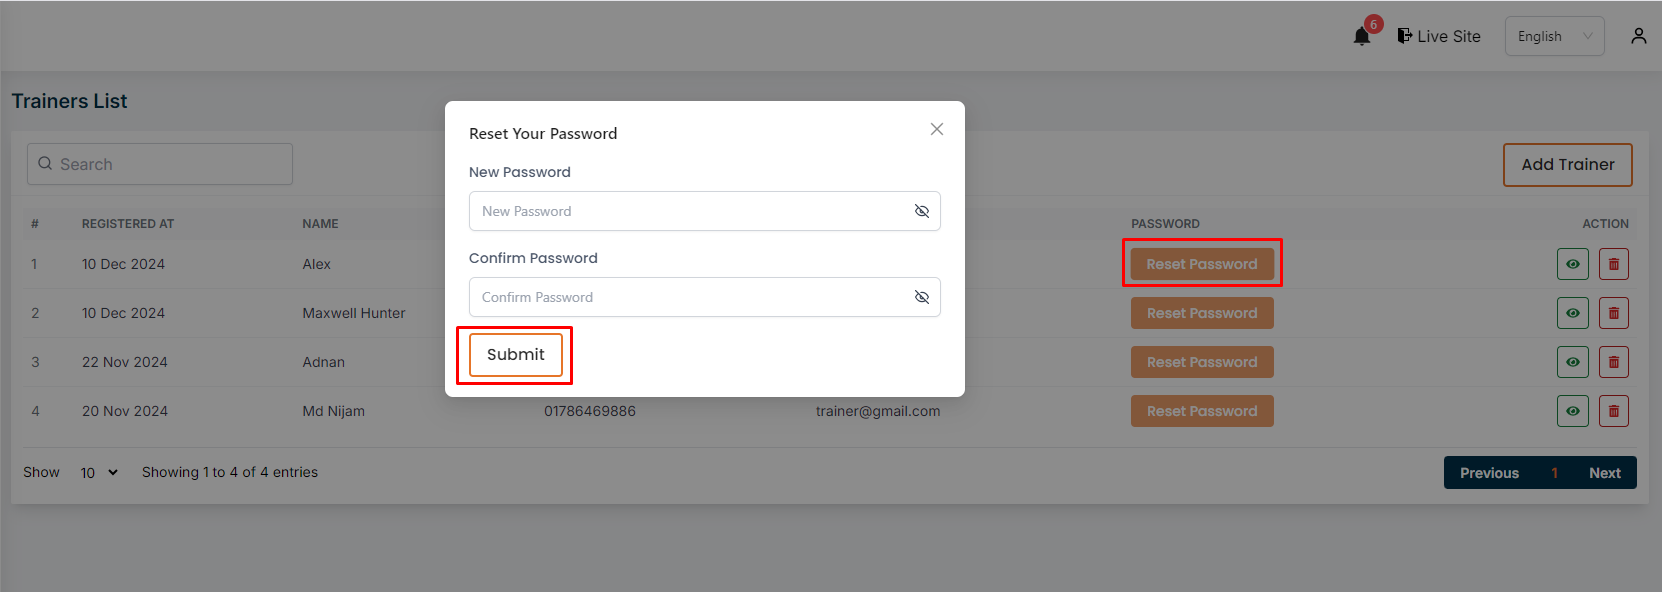 6
Live Site
English
Trainers List
Reset Your Password
Search
Add Trainer
New Password
New Password
# REGISTERED AT NAME PASSWORD ACTION
Confirm Password
1 10 Dec 2024 Alex Reset Password
Confirm Password
2 10 Dec 2024 Maxwell Hunter Reset Password
Submit
3 22 Nov 2024 Adnan Reset Password
4 20 Nov 2024 Md Nijam 01786469886 trainer@gmail.com Reset Password
Show 10 Showing 1 to 4 of 4 entries Previous 1 Next